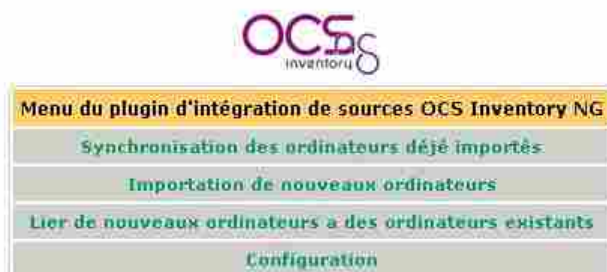 OCS ng
inventory
Menu du plugin d'intégration de sources OCS Inventory NG
Synchronisation des ordinateurs déjé importés
Importation de nouveaux ordinateurs
Lier de nouveaux ordinateurs a des ordinateurs existants
Configuration